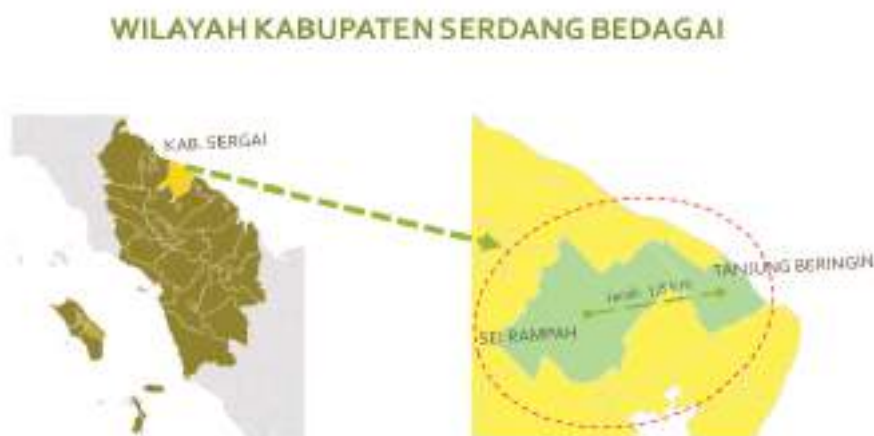 WILAYAH KABUPATEN SERDANG BEDAGAI
KAB. SERGAI
TANJUNG BERINGIN
SEI RAMPAH